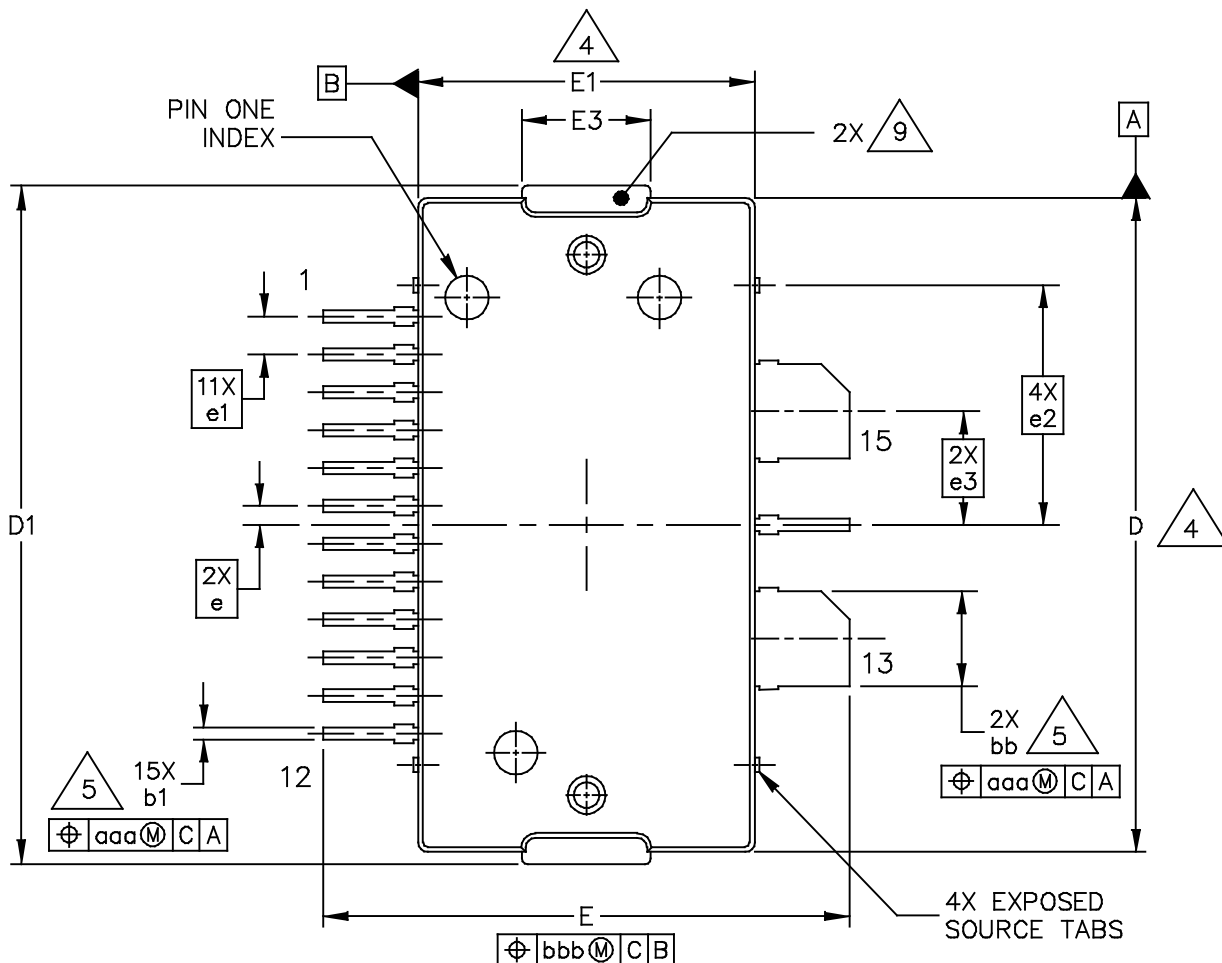 4
B
E1
PIN ONE
INDEX
E3
2X 9
A
1
11X
e1
4X
e2
15
2X
e3
D1
D 4
2X
e
13
2X
bb 5
⌖ aaa Ⓜ C A
5 15X
b1
12
⌖ aaa Ⓜ C A
4X EXPOSED
SOURCE TABS
E
⌖ bbb Ⓜ C B